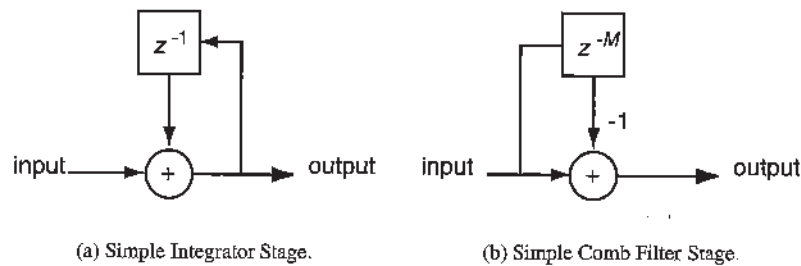 z⁻¹
z⁻ᴹ
-1
input
+
output
input
+
output
(a) Simple Integrator Stage.
(b) Simple Comb Filter Stage.